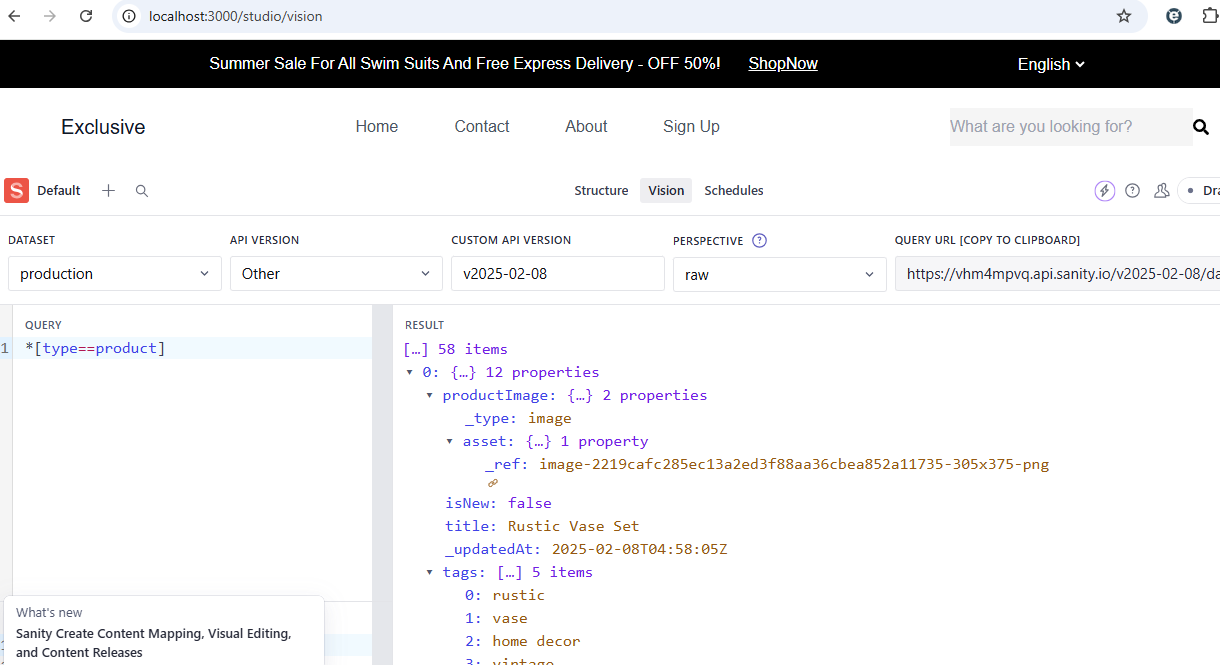 localhost:3000/studio/vision
Summer Sale For All Swim Suits And Free Express Delivery - OFF 50%! ShopNow English
Exclusive Home Contact About Sign Up What are you looking for?
S Default Structure Vision Schedules Dra
DATASET API VERSION CUSTOM API VERSION PERSPECTIVE ? QUERY URL [COPY TO CLIPBOARD]
production Other v2025-02-08 raw https://vhm4mpvq.api.sanity.io/v2025-02-08/da
QUERY
1 *[type==product]
RESULT
[…] 58 items
0: {…} 12 properties
productImage: {…} 2 properties
_type: image
asset: {…} 1 property
_ref: image-2219cafc285ec13a2ed3f88aa36cbea852a11735-305x375-png
isNew: false
title: Rustic Vase Set
_updatedAt: 2025-02-08T04:58:05Z
tags: […] 5 items
0: rustic
1: vase
2: home decor
3: vintage
What's new
Sanity Create Content Mapping, Visual Editing,
and Content Releases